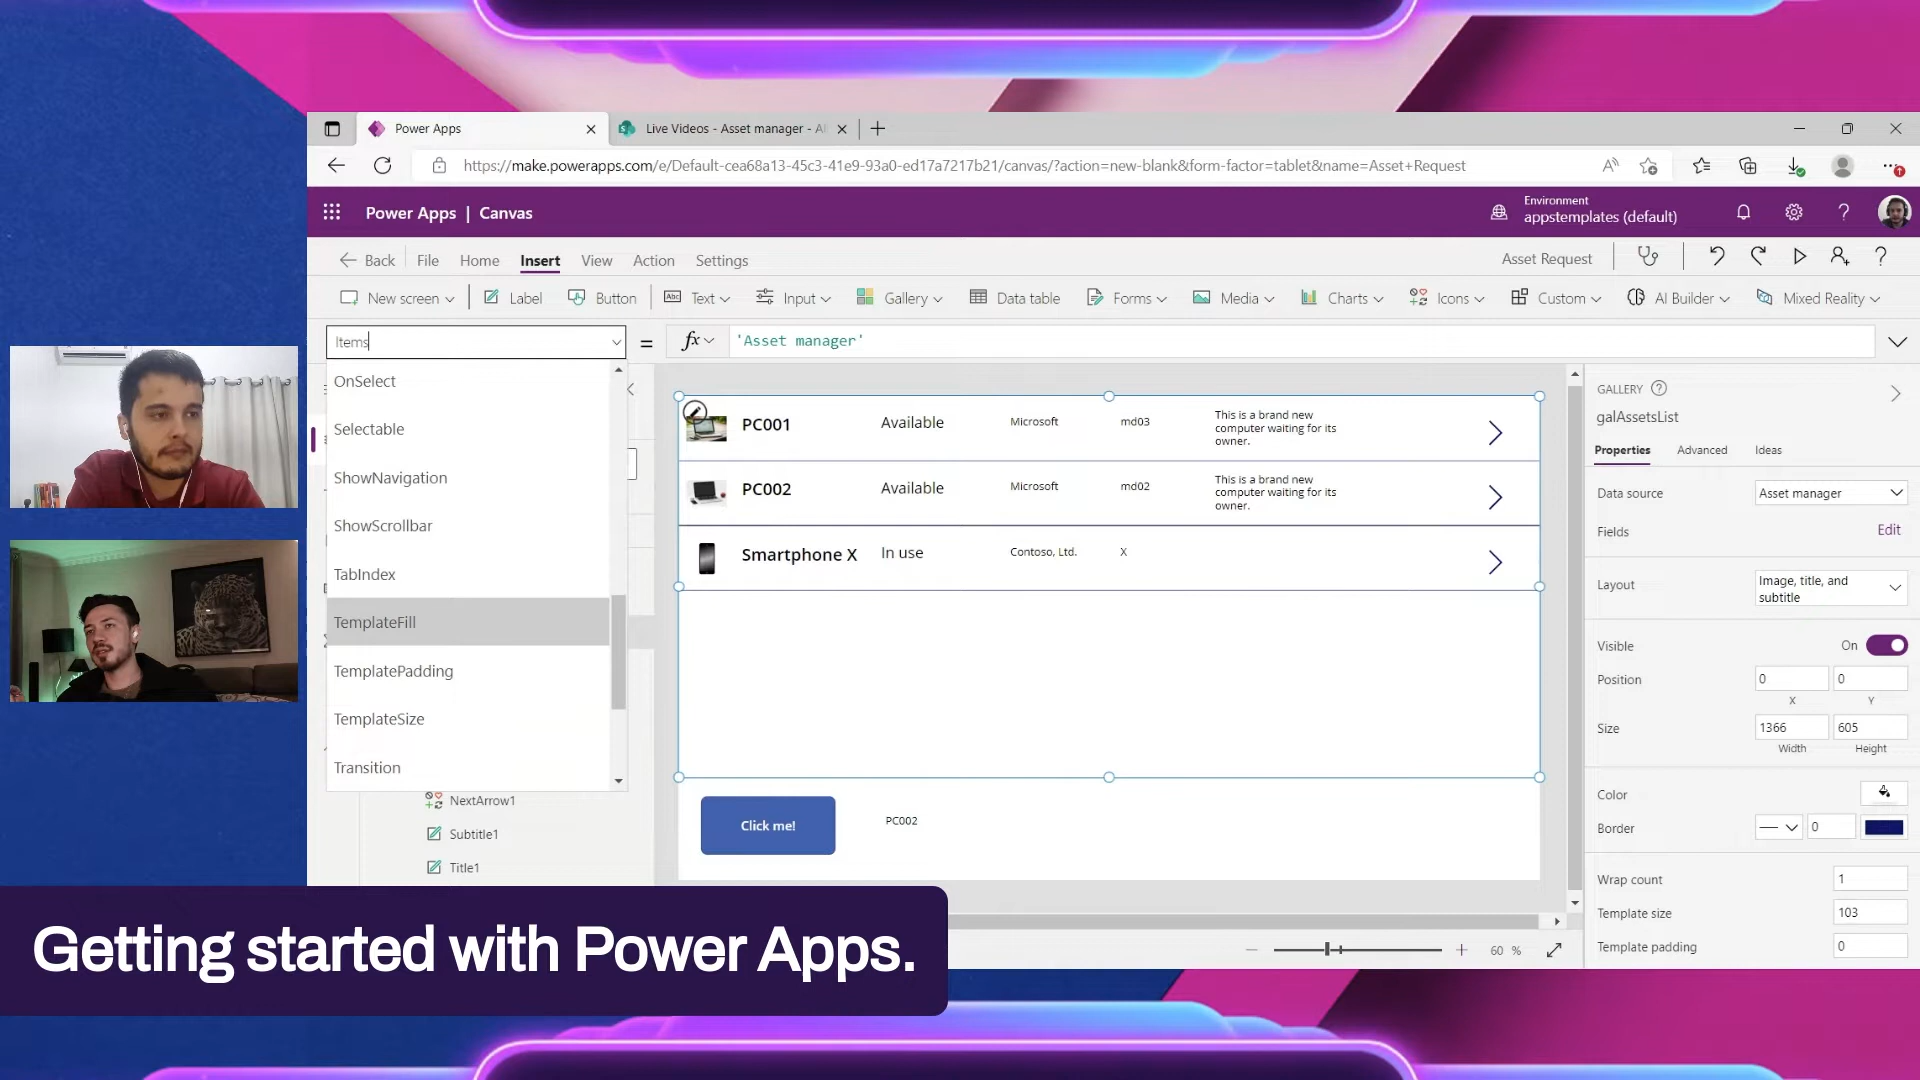 Power Apps
Live Videos - Asset manager - Al
https://make.powerapps.com/e/Default-cea68a13-45c3-41e9-93a0-ed17a7217b21/canvas/?action=new-blank&form-factor=tablet&name=Asset+Request
Power Apps | Canvas
Environment
appstemplates (default)
Back
File
Home
Insert
View
Action
Settings
Asset Request
New screen
Label
Button
Abc
Text
Input
Gallery
Data table
Forms
Media
Charts
Icons
Custom
AI Builder
Mixed Reality
Items
=
fx
'Asset manager'
OnSelect
Selectable
ShowNavigation
ShowScrollbar
TabIndex
TemplateFill
TemplatePadding
TemplateSize
Transition
NextArrow1
Subtitle1
Title1
PC001
Available
Microsoft
md03
This is a brand new
computer waiting for its
owner.
PC002
Available
Microsoft
md02
This is a brand new
computer waiting for its
owner.
Smartphone X
In use
Contoso, Ltd.
X
Click me!
PC002
60 %
GALLERY
galAssetsList
Properties
Advanced
Ideas
Data source
Asset manager
Fields
Edit
Layout
Image, title, and
subtitle
Visible
On
Position
0
0
X
Y
Size
1366
605
Width
Height
Color
Border
0
Wrap count
1
Template size
103
Template padding
0
Getting started with Power Apps.